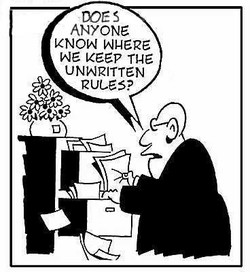 DOES
ANYONE
KNOW WHERE
WE KEEP THE
UNWRITTEN
RULES?